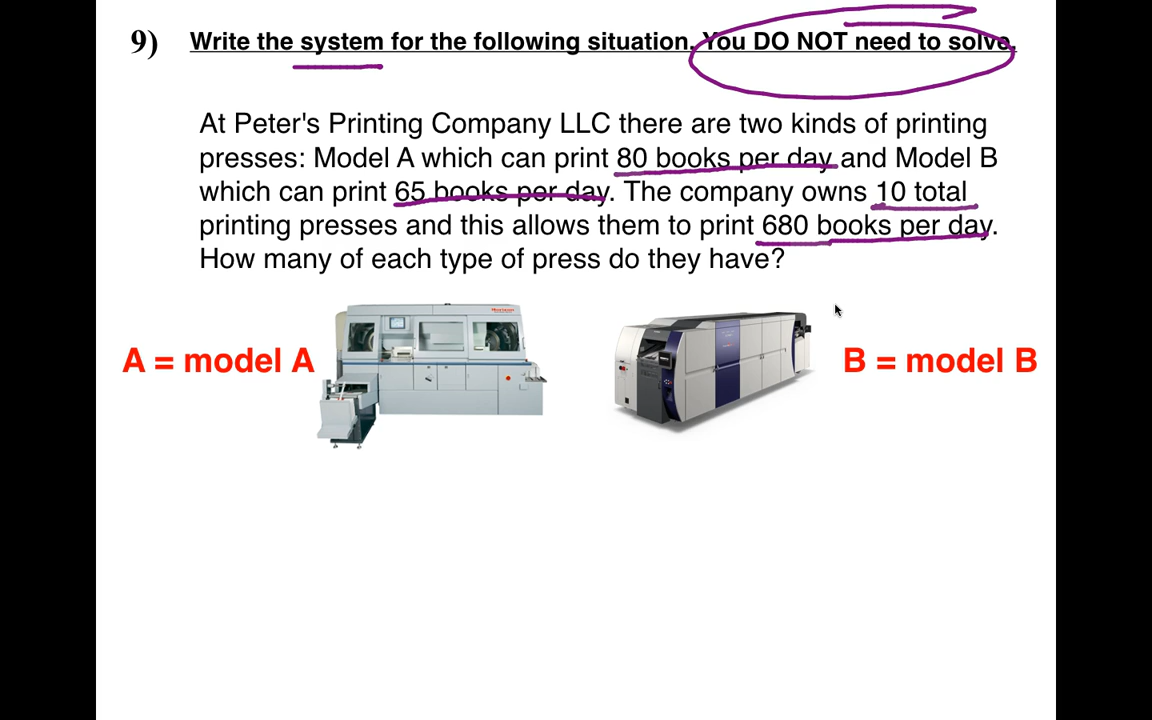 9) Write the system for the following situation. You DO NOT need to solve.
At Peter's Printing Company LLC there are two kinds of printing
presses: Model A which can print 80 books per day and Model B
which can print 65 books per day. The company owns 10 total
printing presses and this allows them to print 680 books per day.
How many of each type of press do they have?
A = model A
B = model B